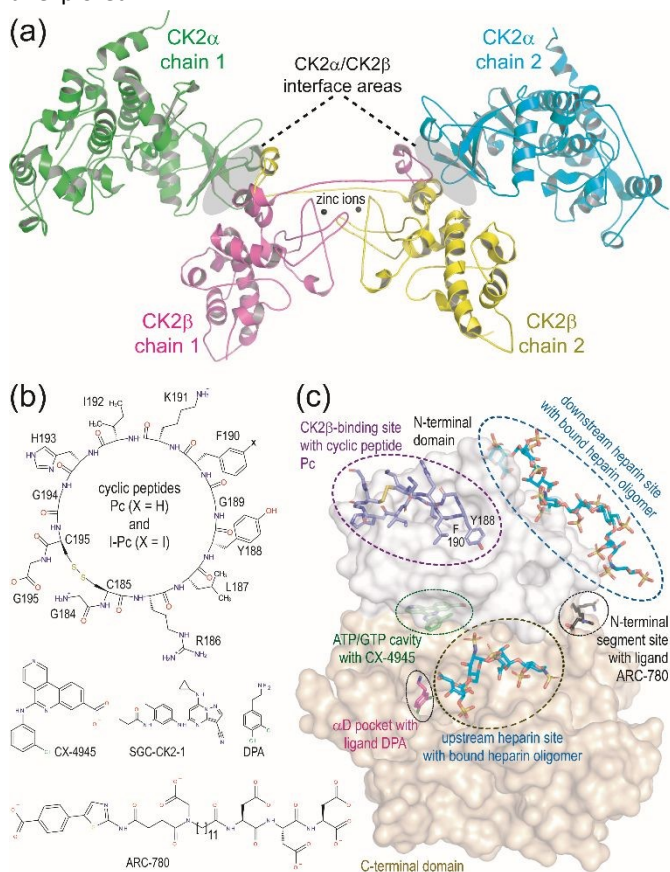 (a)
CK2α
chain 1
CK2α/CK2β
interface areas
CK2α
chain 2
zinc ions
CK2β
chain 1
CK2β
chain 2
(b)
I192
K191
H193
F190
X
G194
cyclic peptides
Pc (X = H)
and
I-Pc (X = I)
G189
Y188
C195
C185
L187
G195
G184
R186
CX-4945
SGC-CK2-1
DPA
11
ARC-780
(c)
CK2β-binding site
with cyclic peptide
Pc
N-terminal
domain
downstream heparin site
with bound heparin oligomer
F
190
Y188
ATP/GTP cavity
with CX-4945
N-terminal
segment site
with ligand
ARC-780
αD pocket with
ligand DPA
upstream heparin site
with bound heparin oligomer
C-terminal domain